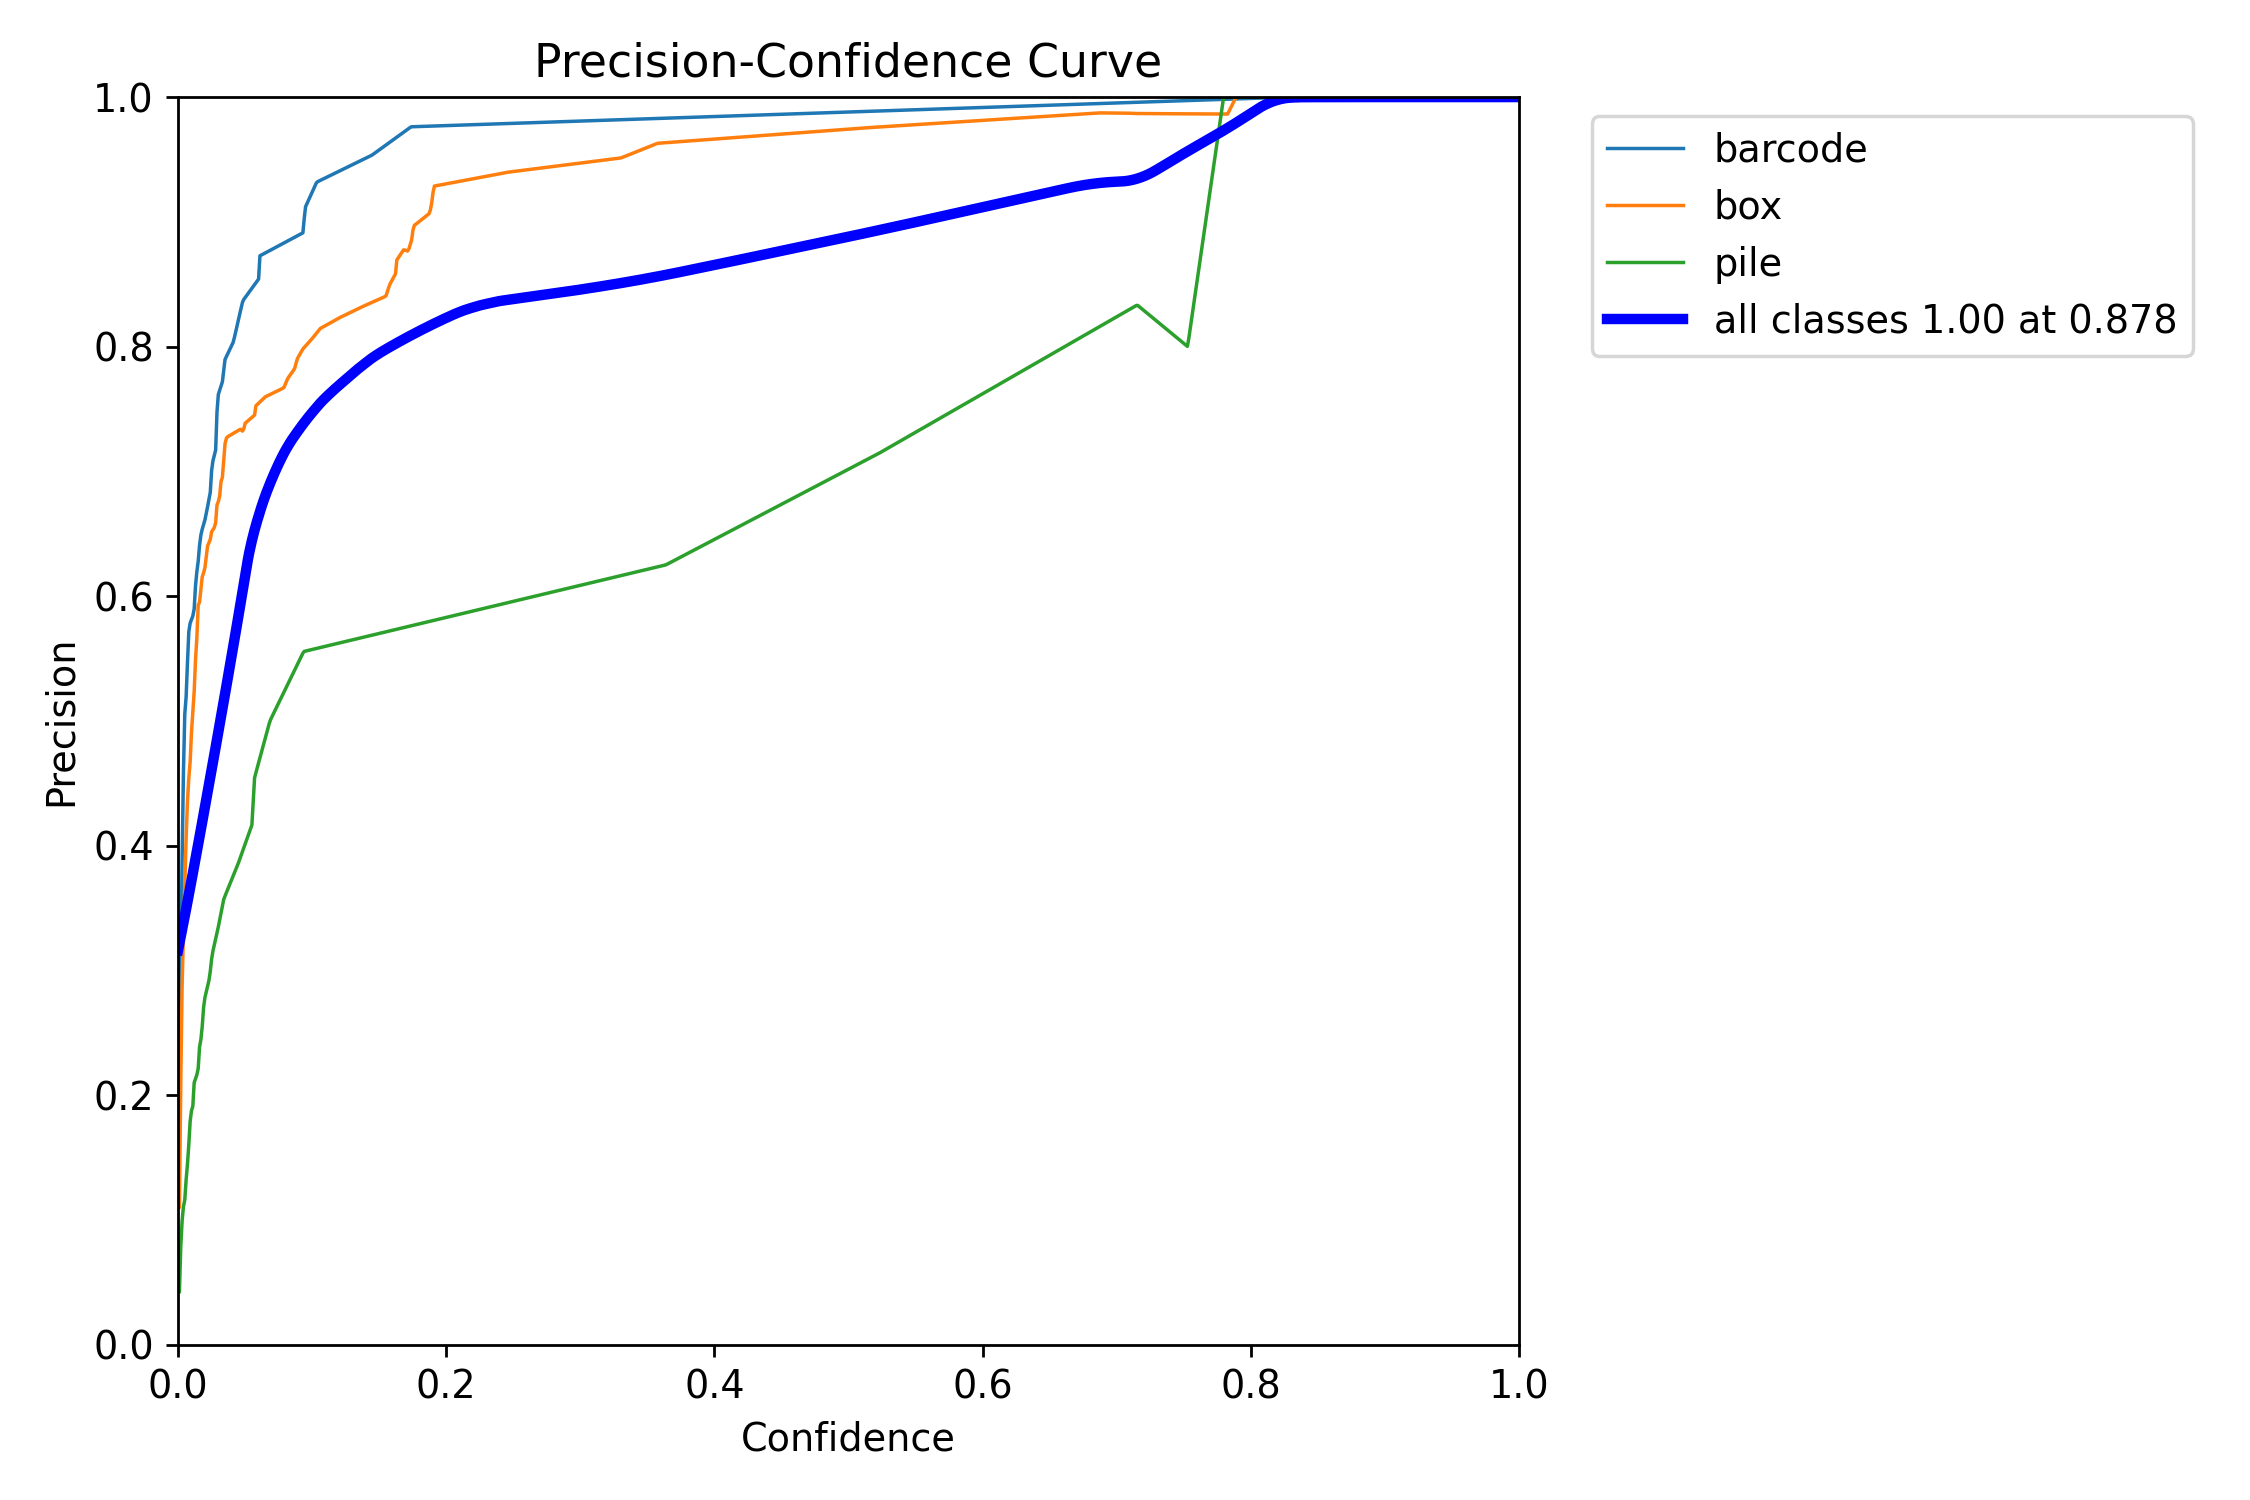 Precision-Confidence Curve
1.0
0.8
0.6
0.4
0.2
0.0
Precision
0.0 0.2 0.4 0.6 0.8 1.0
Confidence
barcode
box
pile
all classes 1.00 at 0.878